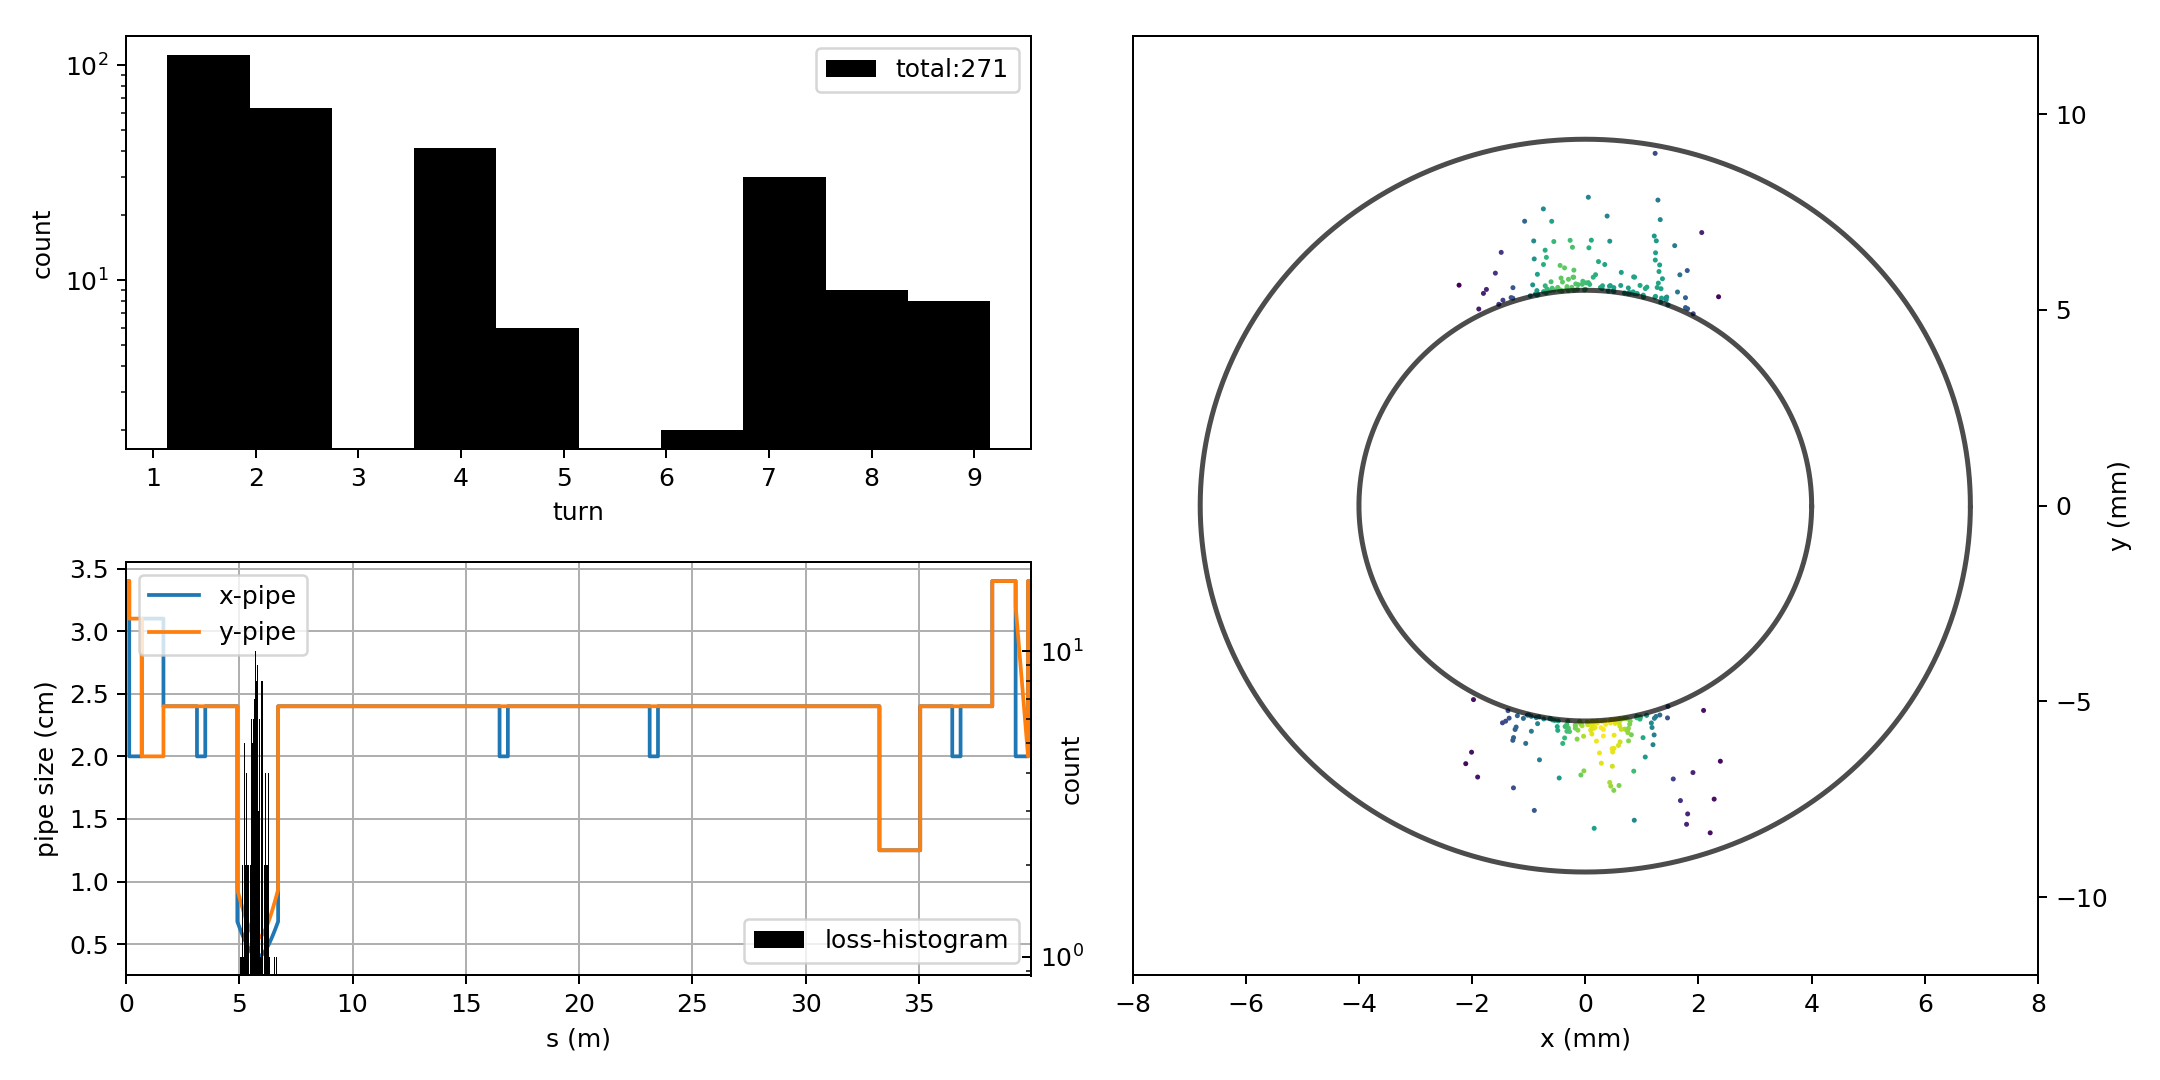 10²
10¹
count
total:271
1 2 3 4 5 6 7 8 9
turn
3.5
3.0
2.5
2.0
1.5
1.0
0.5
pipe size (cm)
x-pipe
y-pipe
loss-histogram
10¹
10⁰
count
0 5 10 15 20 25 30 35
s (m)
10
5
0
−5
−10
y (mm)
−8 −6 −4 −2 0 2 4 6 8
x (mm)